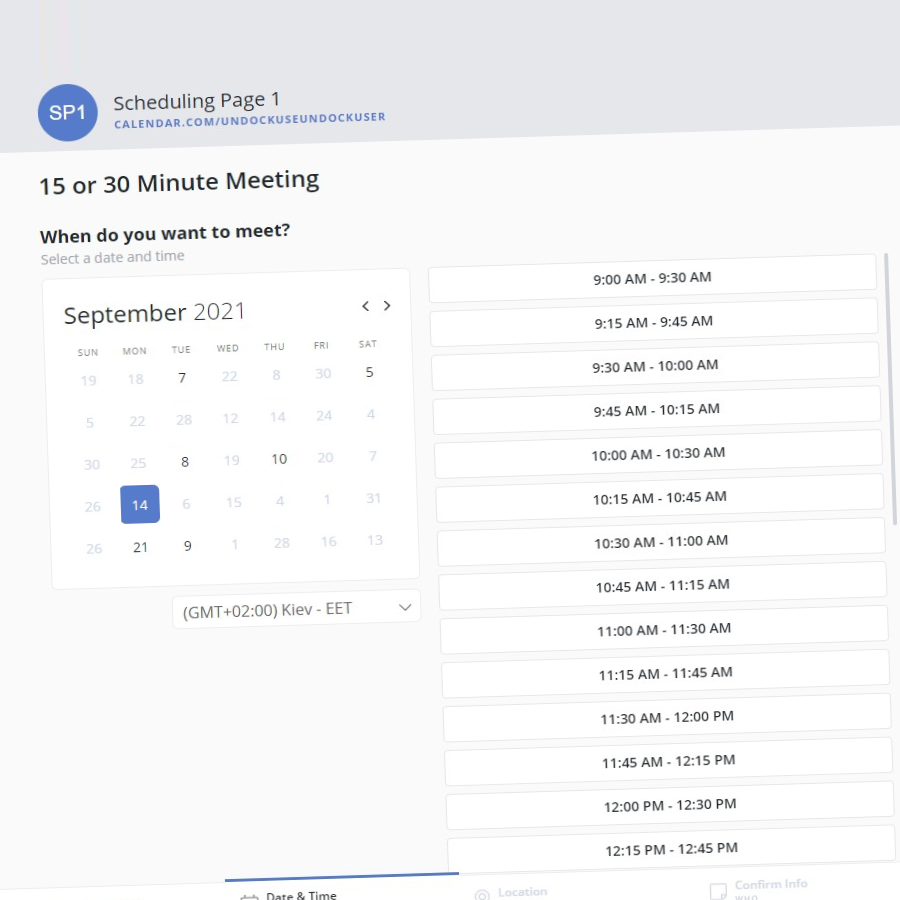 SP1
Scheduling Page 1
CALENDAR.COM/UNDOCKUSEUNDOCKUSER
15 or 30 Minute Meeting
When do you want to meet?
Select a date and time
September 2021
SUN MON TUE WED THU FRI SAT
19 18 7 22 8 30 5
5 22 28 12 14 24 4
30 25 8 19 10 20 7
26 14 6 15 4 1 31
26 21 9 1 28 16 13
(GMT+02:00) Kiev - EET
9:00 AM - 9:30 AM
9:15 AM - 9:45 AM
9:30 AM - 10:00 AM
9:45 AM - 10:15 AM
10:00 AM - 10:30 AM
10:15 AM - 10:45 AM
10:30 AM - 11:00 AM
10:45 AM - 11:15 AM
11:00 AM - 11:30 AM
11:15 AM - 11:45 AM
11:30 AM - 12:00 PM
11:45 AM - 12:15 PM
12:00 PM - 12:30 PM
12:15 PM - 12:45 PM
Date & Time
Location
Confirm Info